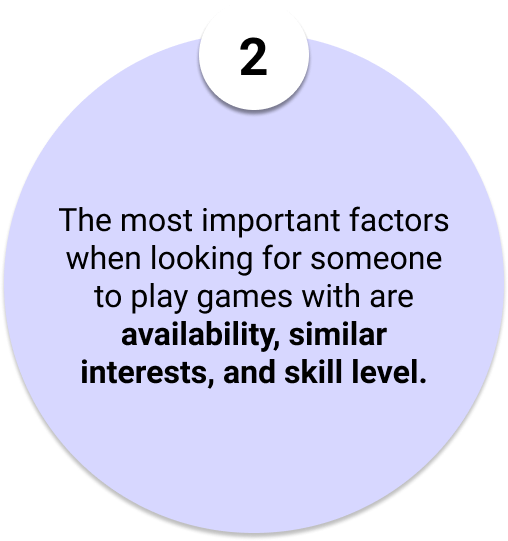 2
The most important factors
when looking for someone
to play games with are
availability, similar
interests, and skill level.